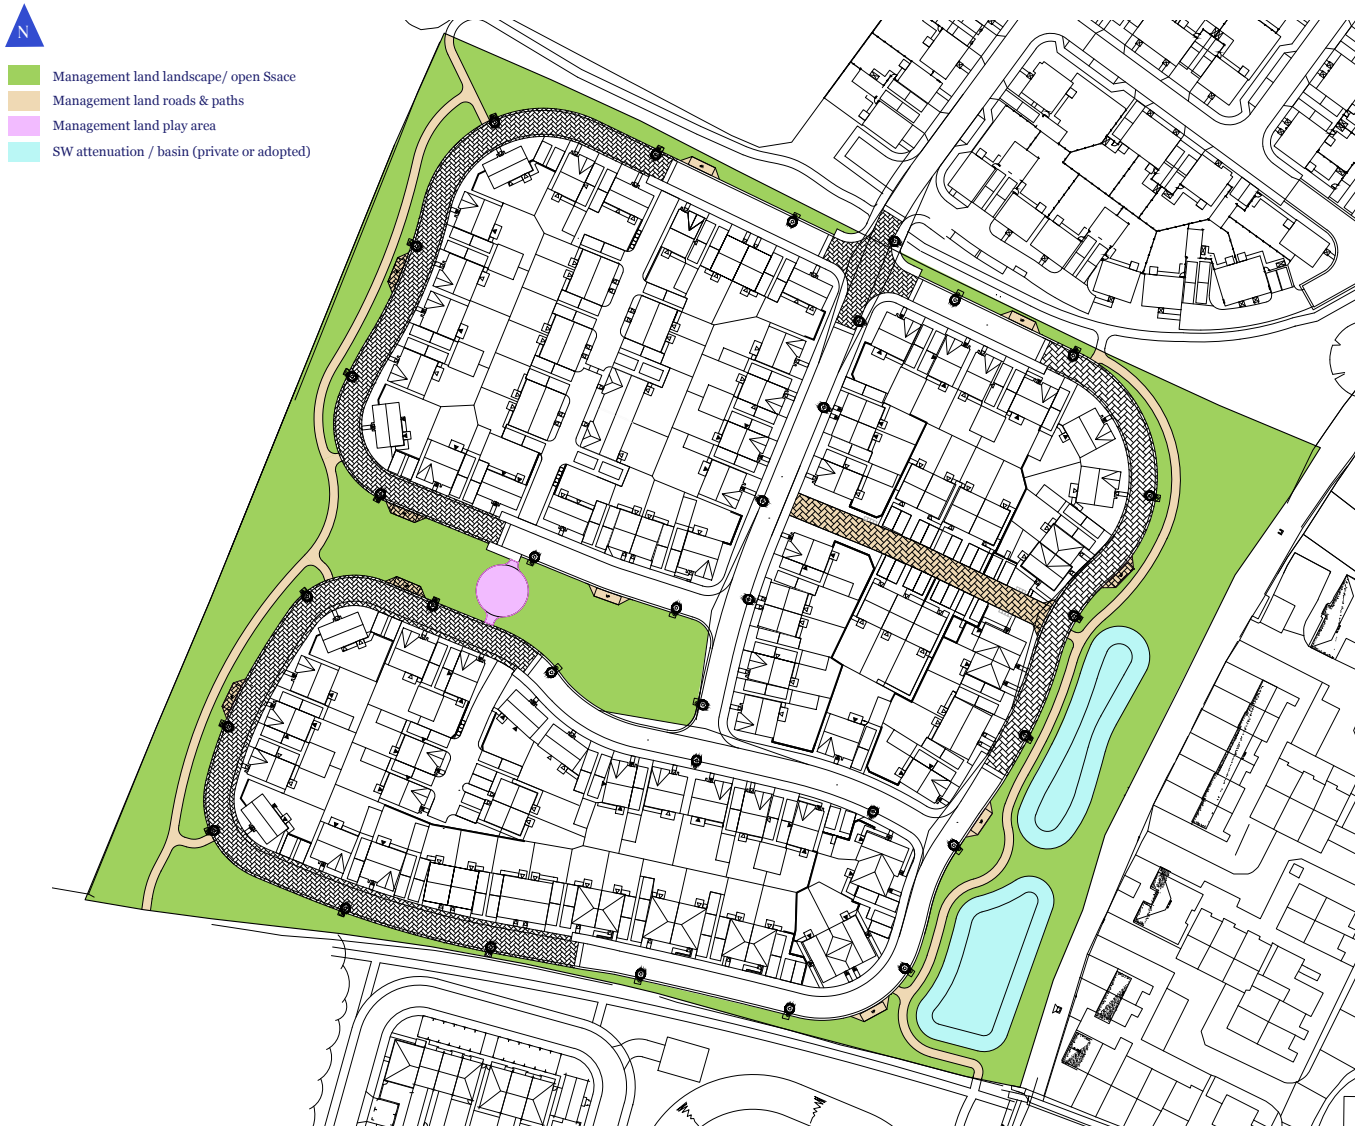 N
Management land landscape/ open Ssace
Management land roads & paths
Management land play area
SW attenuation / basin (private or adopted)